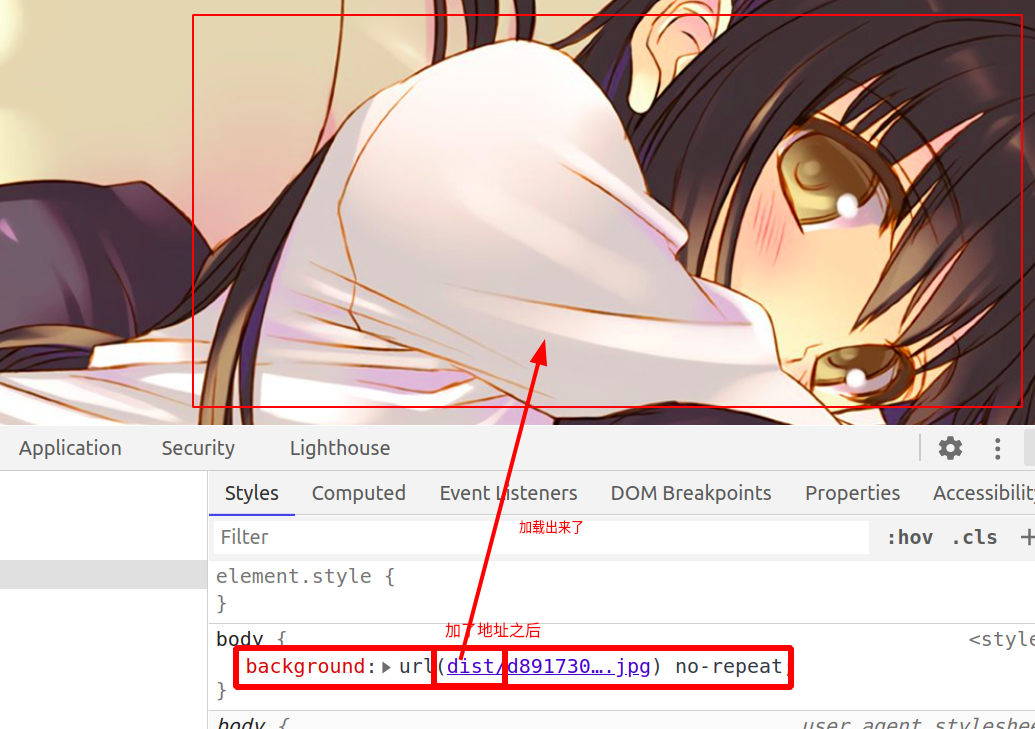 Application Security Lighthouse
Styles Computed Event Listeners DOM Breakpoints Properties Accessibility
Filter :hov .cls +
加载出来了
element.style {
}
加了地址之后
body { <style
background: url(dist/d891730….jpg) no-repeat;
}
body { user agent styleshee